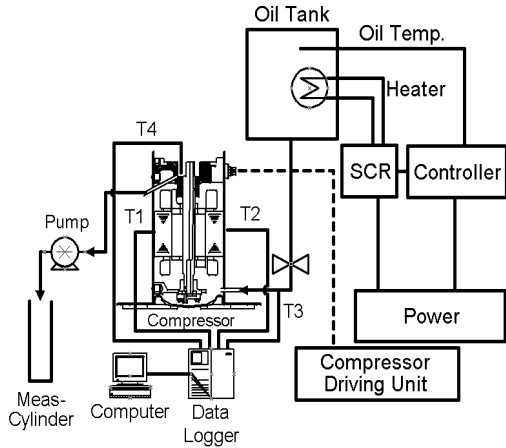 Oil Tank
Oil Temp.
Heater
T4
SCR
Controller
T1
T2
Pump
T3
Compressor
Power
Compressor
Driving Unit
Meas-
Cylinder
Computer
Data
Logger